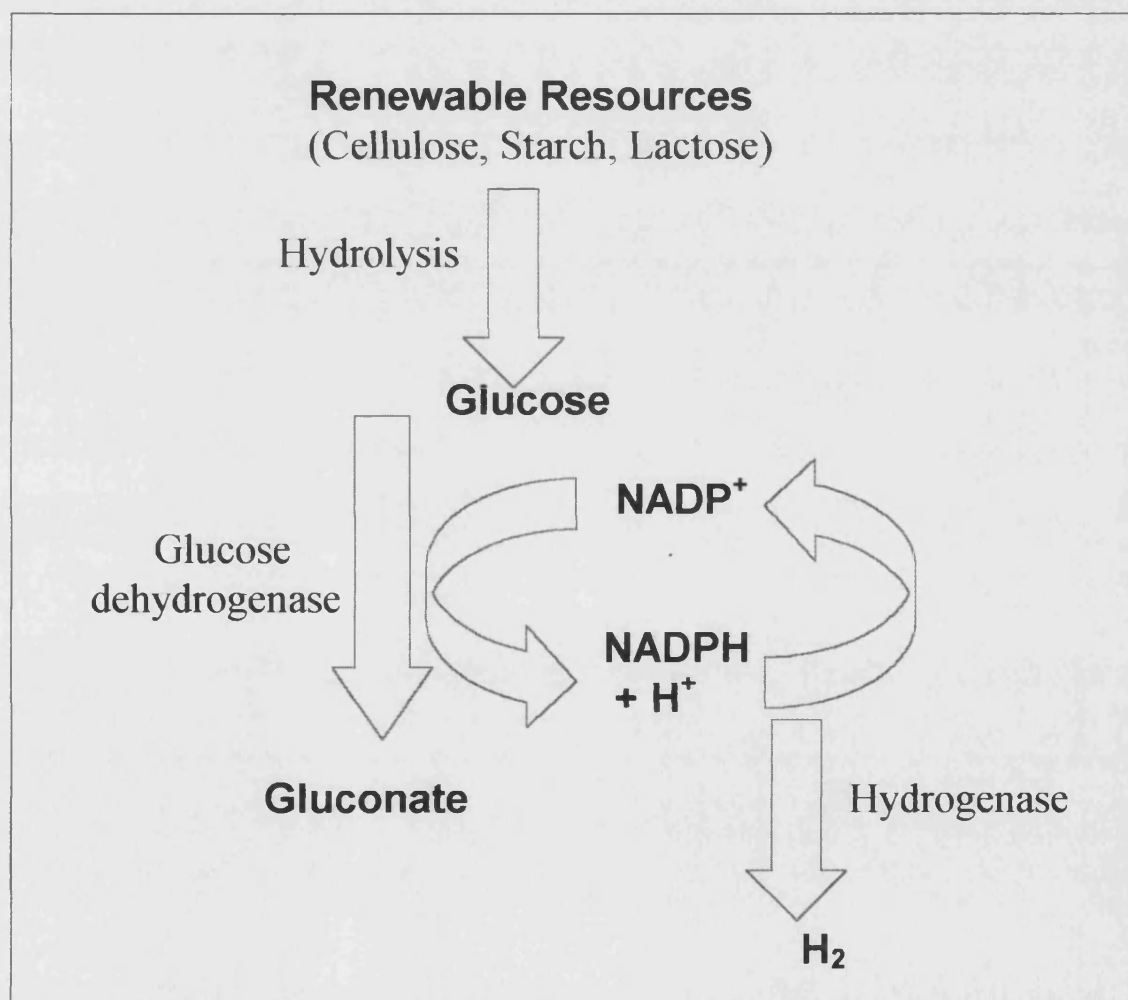 Renewable Resources
(Cellulose, Starch, Lactose)
Hydrolysis
Glucose
NADP⁺
Glucose
dehydrogenase
NADPH
+ H⁺
Gluconate
Hydrogenase
H₂